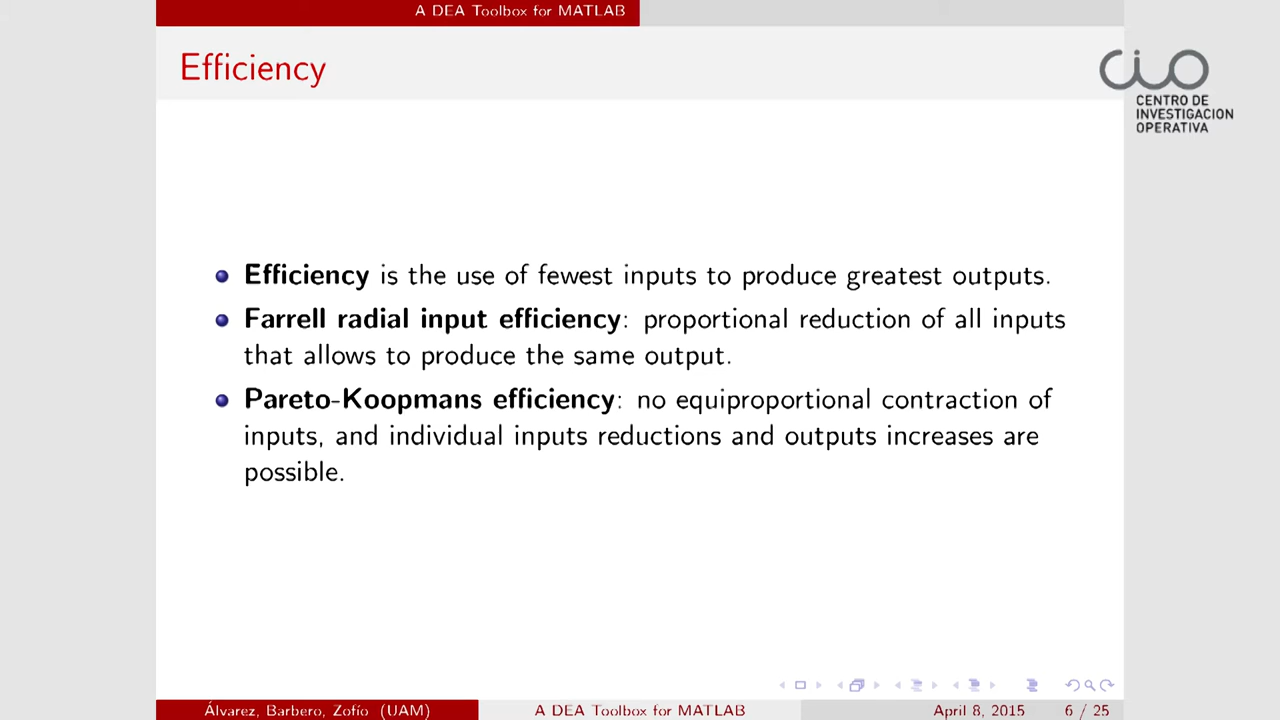 A DEA Toolbox for MATLAB
Efficiency
CIO
CENTRO DE
INVESTIGACION
OPERATIVA
Efficiency is the use of fewest inputs to produce greatest outputs.
Farrell radial input efficiency: proportional reduction of all inputs
that allows to produce the same output.
Pareto-Koopmans efficiency: no equiproportional contraction of
inputs, and individual inputs reductions and outputs increases are
possible.
Álvarez, Barbero, Zofío (UAM)
A DEA Toolbox for MATLAB
April 8, 2015
6 / 25